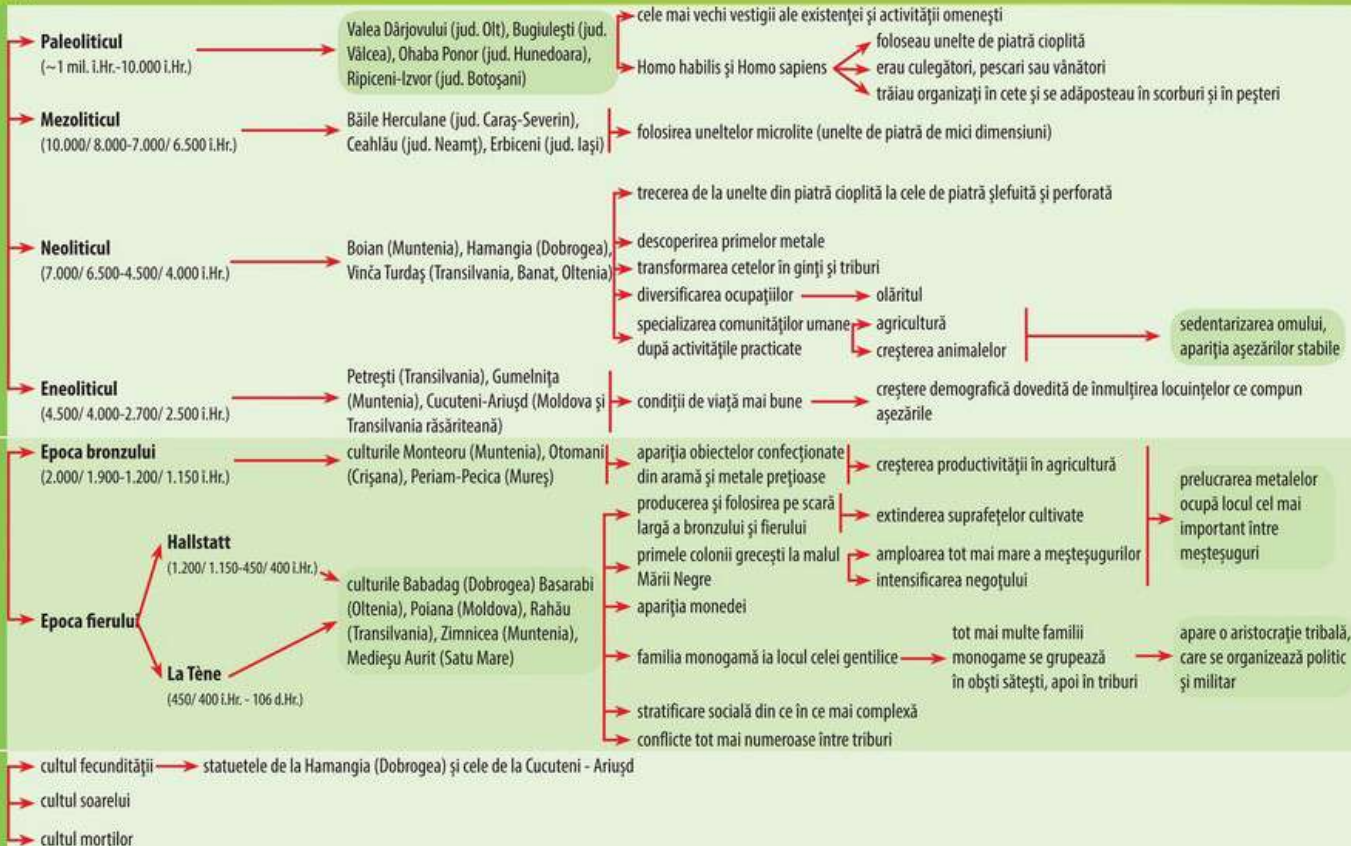 Paleoliticul
(~1 mil. î.Hr.-10.000 î.Hr.)
Valea Dârjovului (jud. Olt), Bugiulești (jud.
Vâlcea), Ohaba Ponor (jud. Hunedoara),
Ripiceni-Izvor (jud. Botoșani)
cele mai vechi vestigii ale existenței și activității omenești
Homo habilis și Homo sapiens
foloseau unelte de piatră cioplită
erau culegători, pescari sau vânători
trăiau organizați în cete și se adăposteau în scorburi și în peșteri
Mezoliticul
(10.000/ 8.000-7.000/ 6.500 î.Hr.)
Băile Herculane (jud. Caraș-Severin),
Ceahlău (jud. Neamț), Erbiceni (jud. Iași)
folosirea uneltelor microlite (unelte de piatră de mici dimensiuni)
Neoliticul
(7.000/ 6.500-4.500/ 4.000 î.Hr.)
Boian (Muntenia), Hamangia (Dobrogea),
Vinča Turdaș (Transilvania, Banat, Oltenia)
trecerea de la unelte din piatră cioplită la cele de piatră șlefuită și perforată
descoperirea primelor metale
transformarea cetelor în ginți și triburi
diversificarea ocupațiilor
olăritul
specializarea comunităților umane
după activitățile practicate
agricultură
creșterea animalelor
sedentarizarea omului,
apariția așezărilor stabile
Eneoliticul
(4.500/ 4.000-2.700/ 2.500 î.Hr.)
Petrești (Transilvania), Gumelnița
(Muntenia), Cucuteni-Ariușd (Moldova și
Transilvania răsăriteană)
condiții de viață mai bune
creștere demografică dovedită de înmulțirea locuințelor ce compun
așezările
Epoca bronzului
(2.000/ 1.900-1.200/ 1.150 î.Hr.)
culturile Monteoru (Muntenia), Otomani
(Crișana), Periam-Pecica (Mureș)
apariția obiectelor confecționate
din aramă și metale prețioase
creșterea productivității în agricultură
Epoca fierului
Hallstatt
(1.200/ 1.150-450/ 400 î.Hr.)
La Tène
(450/ 400 î.Hr. - 106 d.Hr.)
culturile Babadag (Dobrogea) Basarabi
(Oltenia), Poiana (Moldova), Rahău
(Transilvania), Zimnicea (Muntenia),
Medieșu Aurit (Satu Mare)
producerea și folosirea pe scară
largă a bronzului și fierului
extinderea suprafețelor cultivate
primele colonii grecești la malul
Mării Negre
amploarea tot mai mare a meșteșugurilor
intensificarea negoțului
prelucrarea metalelor
ocupă locul cel mai
important între
meșteșuguri
apariția monedei
familia monogamă ia locul celei gentilice
tot mai multe familii
monogame se grupează
în obști sătești, apoi în triburi
apare o aristocrație tribală,
care se organizează politic
și militar
stratificare socială din ce în ce mai complexă
conflicte tot mai numeroase între triburi
cultul fecundității
statuetele de la Hamangia (Dobrogea) și cele de la Cucuteni - Ariușd
cultul soarelui
cultul morților